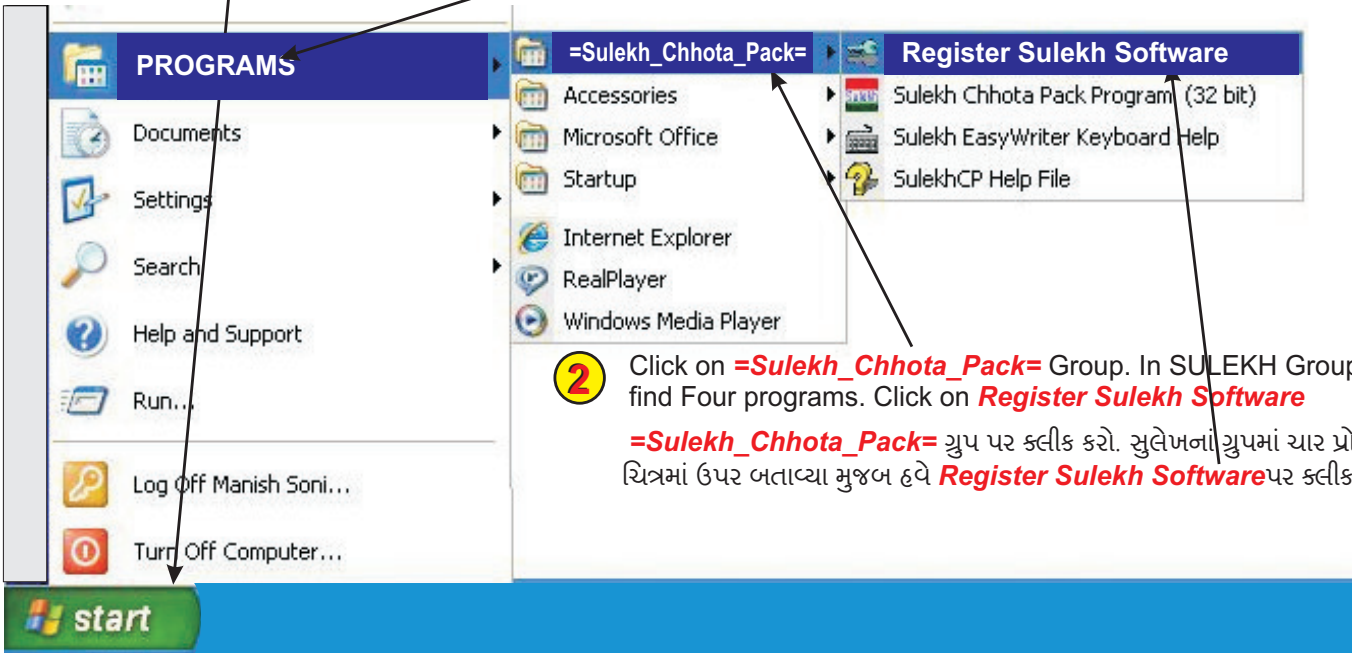 PROGRAMS
Documents
Settings
Search
Help and Support
Run...
Log Off Manish Soni...
Turn Off Computer...
start
=Sulekh_Chhota_Pack=
Accessories
Microsoft Office
Startup
Internet Explorer
RealPlayer
Windows Media Player
Register Sulekh Software
Sulekh Chhota Pack Program (32 bit)
Sulekh EasyWriter Keyboard Help
SulekhCP Help File
2 Click on =Sulekh_Chhota_Pack= Group. In SULEKH Group
find Four programs. Click on Register Sulekh Software
=Sulekh_Chhota_Pack= ગ્રુપ પર ક્લીક કરો. સુલેખનાં ગ્રુપમાં ચાર પ્રો
ચિત્રમાં ઉપર બતાવ્યા મુજબ હવે Register Sulekh Softwareપર ક્લીક